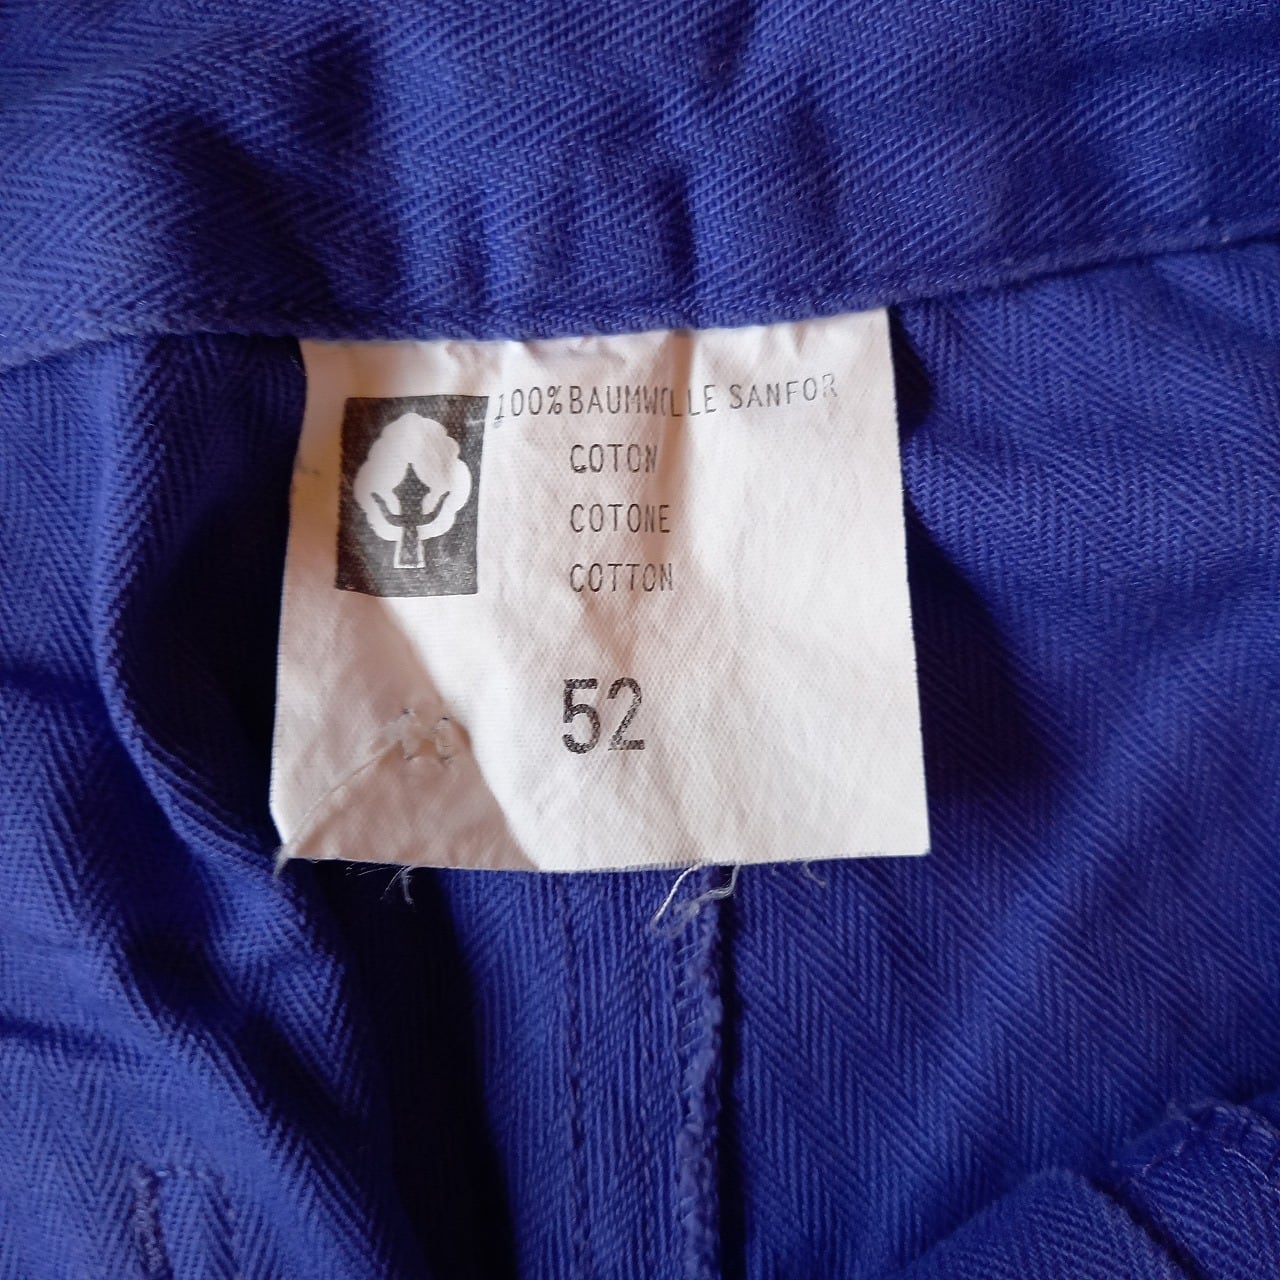 100% BAUMWOLLE SANFOR
COTON
COTONE
COTTON
52